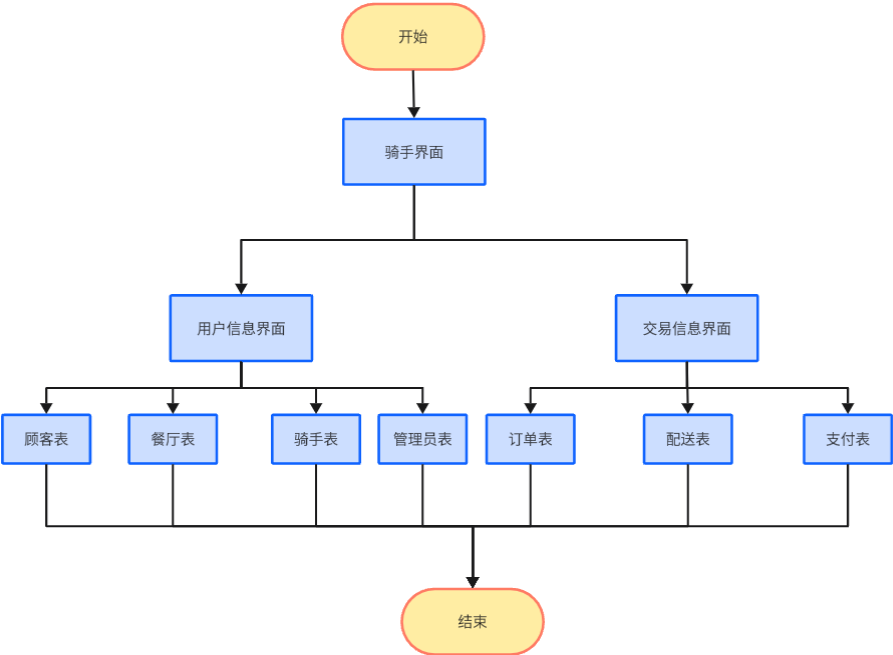 开始
骑手界面
用户信息界面
交易信息界面
顾客表
餐厅表
骑手表
管理员表
订单表
配送表
支付表
结束